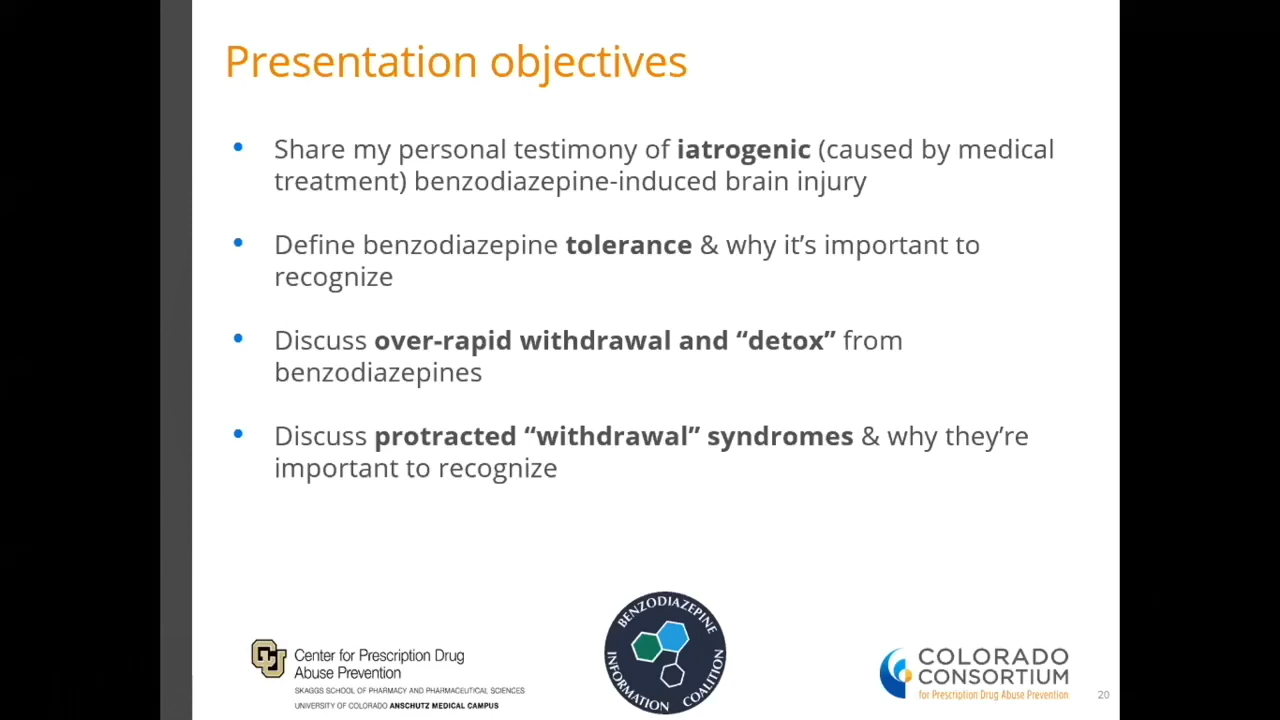 Presentation objectives
• Share my personal testimony of iatrogenic (caused by medical
treatment) benzodiazepine-induced brain injury
• Define benzodiazepine tolerance & why it’s important to
recognize
• Discuss over-rapid withdrawal and “detox” from
benzodiazepines
• Discuss protracted “withdrawal” syndromes & why they’re
important to recognize
CU
Center for Prescription Drug
Abuse Prevention
SKAGGS SCHOOL OF PHARMACY AND PHARMACEUTICAL SCIENCES
UNIVERSITY OF COLORADO ANSCHUTZ MEDICAL CAMPUS
BENZODIAZEPINE
INFORMATION COALITION
COLORADO
CONSORTIUM
for Prescription Drug Abuse Prevention
20